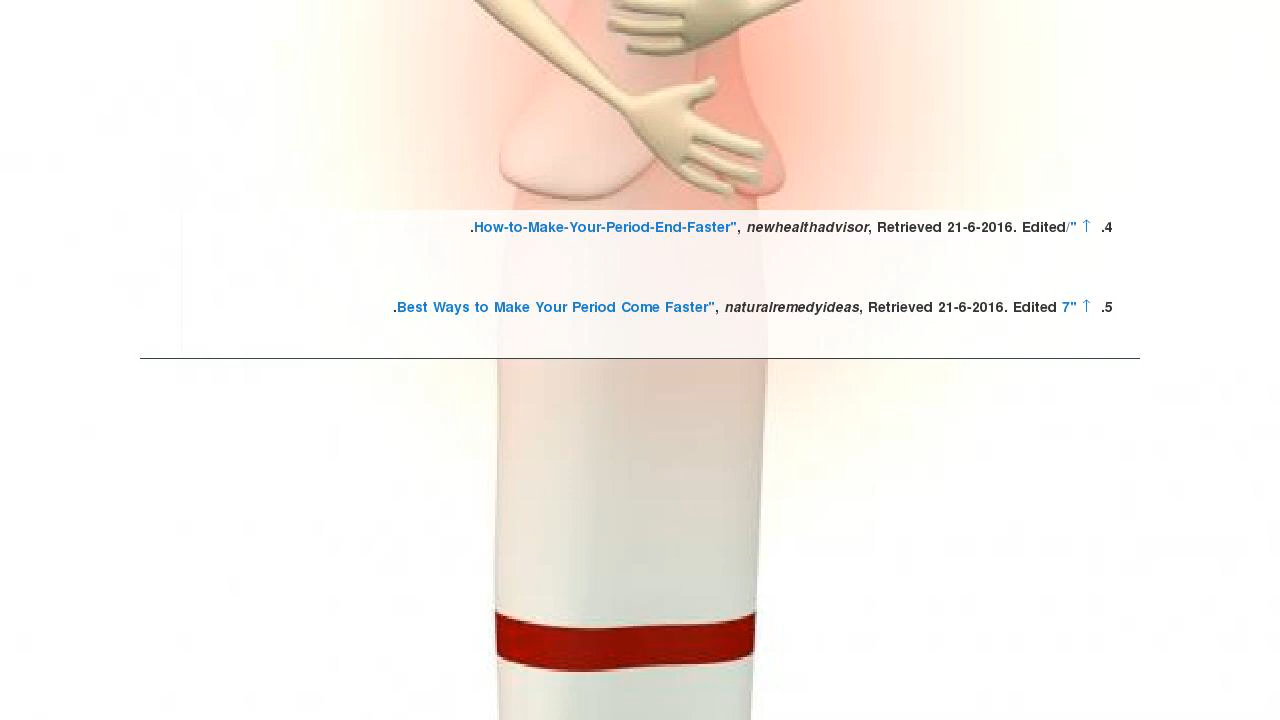 .How-to-Make-Your-Period-End-Faster", newhealthadvisor, Retrieved 21-6-2016. Edited/" ↑ .4
.Best Ways to Make Your Period Come Faster", naturalremedyideas, Retrieved 21-6-2016. Edited 7" ↑ .5